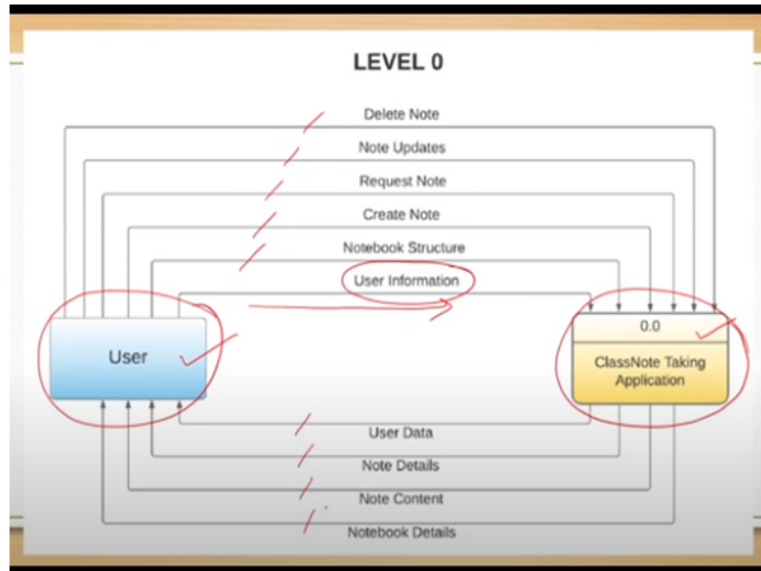 LEVEL 0
Delete Note
Note Updates
Request Note
Create Note
Notebook Structure
User Information
User
0.0
ClassNote Taking
Application
User Data
Note Details
Note Content
Notebook Details